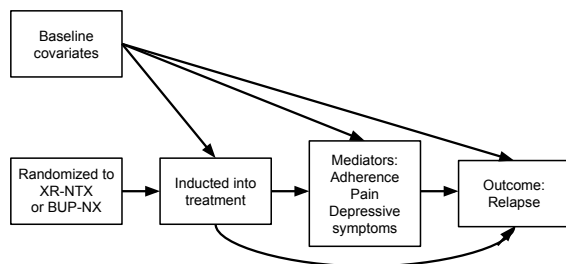 Baseline
covariates
Randomized to
XR-NTX
or BUP-NX
Inducted into
treatment
Mediators:
Adherence
Pain
Depressive
symptoms
Outcome:
Relapse